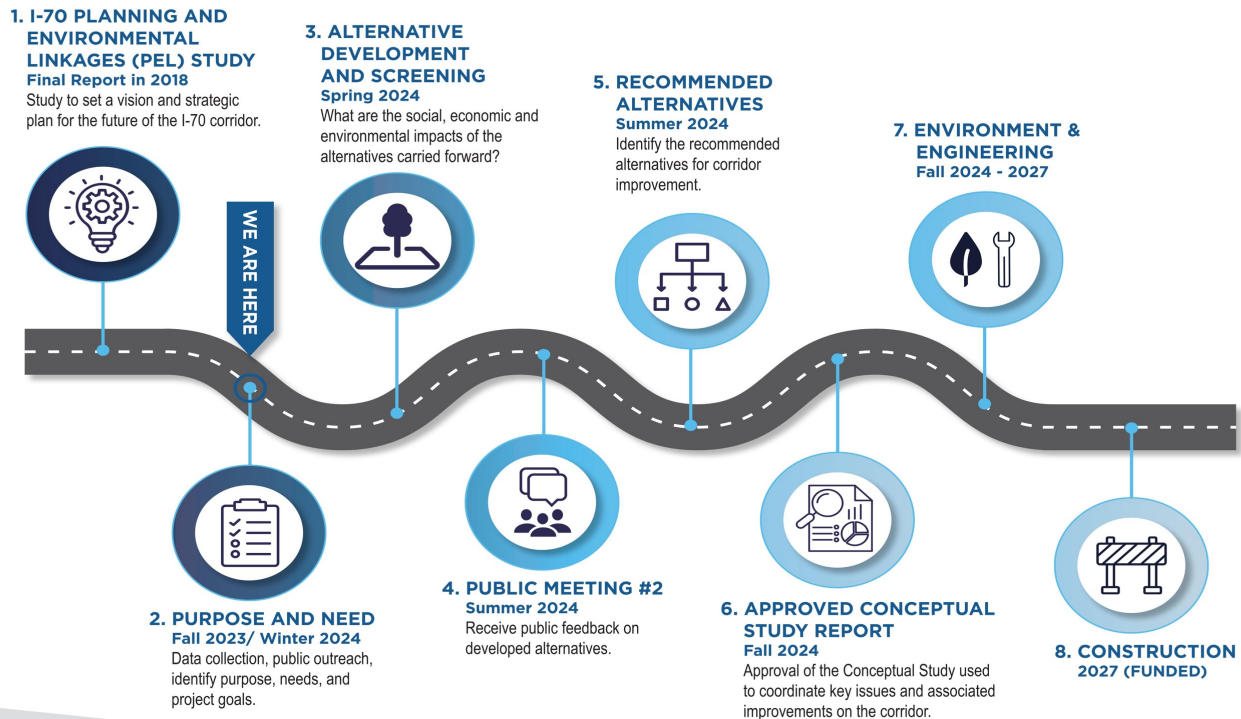 1. I-70 PLANNING AND
ENVIRONMENTAL
LINKAGES (PEL) STUDY
Final Report in 2018
Study to set a vision and strategic
plan for the future of the I-70 corridor.
WE ARE HERE
2. PURPOSE AND NEED
Fall 2023/ Winter 2024
Data collection, public outreach,
identify purpose, needs, and
project goals.
3. ALTERNATIVE
DEVELOPMENT
AND SCREENING
Spring 2024
What are the social, economic and
environmental impacts of the
alternatives carried forward?
4. PUBLIC MEETING #2
Summer 2024
Receive public feedback on
developed alternatives.
5. RECOMMENDED
ALTERNATIVES
Summer 2024
Identify the recommended
alternatives for corridor
improvement.
6. APPROVED CONCEPTUAL
STUDY REPORT
Fall 2024
Approval of the Conceptual Study used
to coordinate key issues and associated
improvements on the corridor.
7. ENVIRONMENT &
ENGINEERING
Fall 2024 - 2027
8. CONSTRUCTION
2027 (FUNDED)